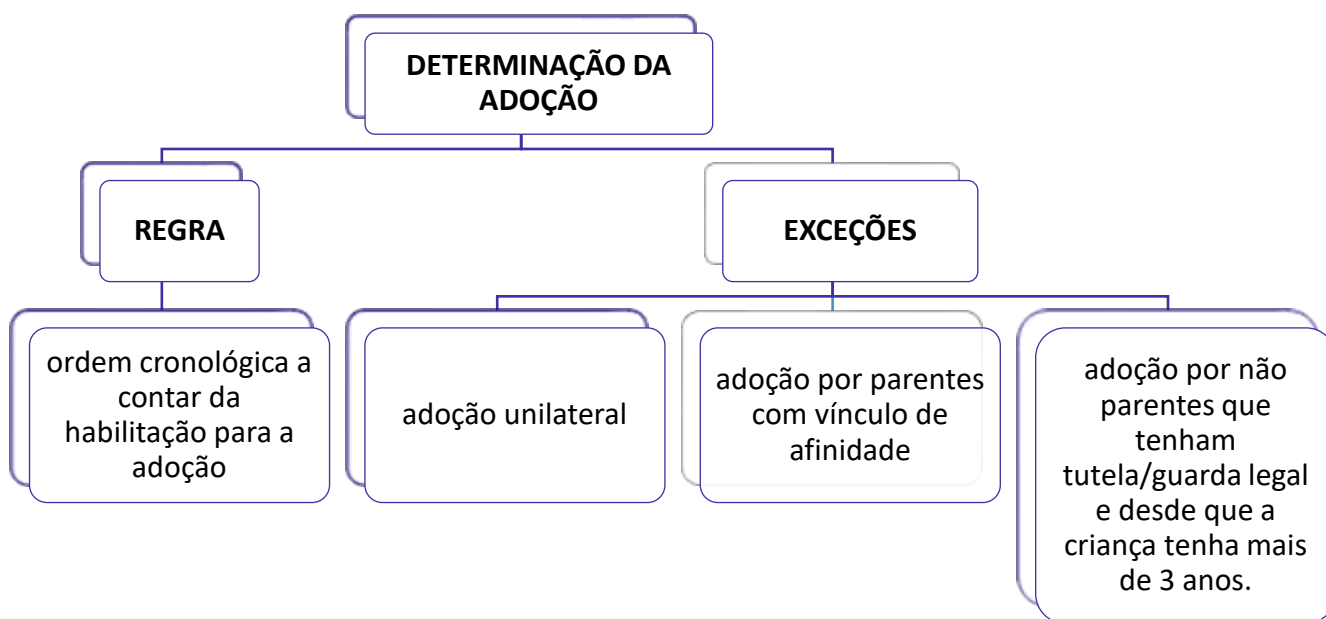 DETERMINAÇÃO DA
ADOÇÃO
REGRA
EXCEÇÕES
ordem cronológica a
contar da
habilitação para a
adoção
adoção unilateral
adoção por parentes
com vínculo de
afinidade
adoção por não
parentes que
tenham
tutela/guarda legal
e desde que a
criança tenha mais
de 3 anos.